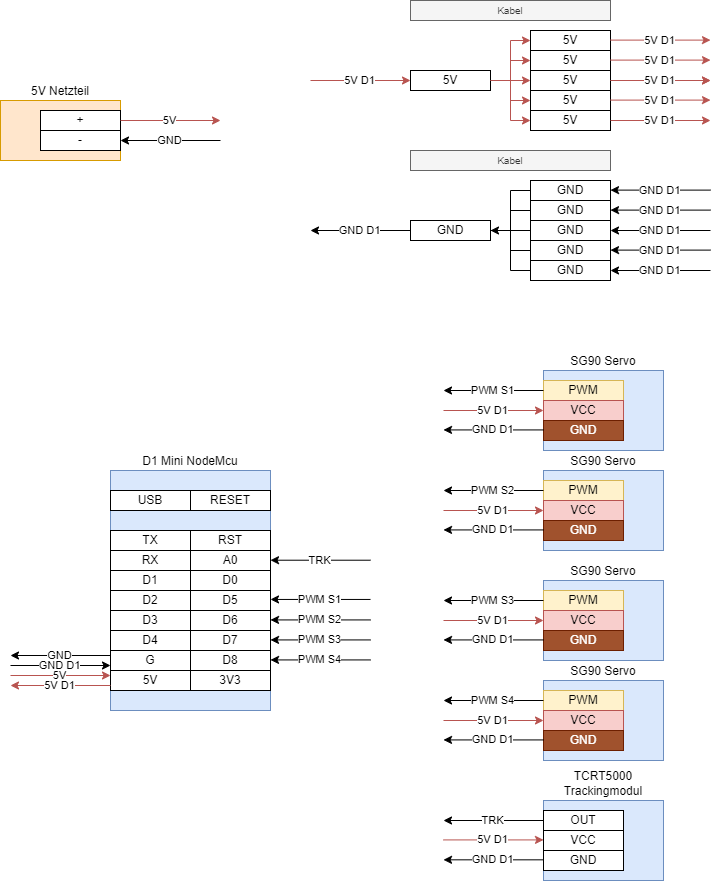 Kabel
5V
5V D1
5V D1
5V
5V
5V D1
5V
5V D1
5V
5V D1
5V
5V D1
5V Netzteil
+
5V
-
GND
Kabel
GND
GND D1
GND
GND D1
GND D1
GND
GND
GND D1
GND
GND D1
GND
GND D1
SG90 Servo
PWM S1
PWM
5V D1
VCC
GND D1
GND
SG90 Servo
PWM S2
PWM
5V D1
VCC
GND D1
GND
SG90 Servo
PWM S3
PWM
5V D1
VCC
GND D1
GND
SG90 Servo
PWM S4
PWM
5V D1
VCC
GND D1
GND
TCRT5000
Trackingmodul
TRK
OUT
5V D1
VCC
GND D1
GND
D1 Mini NodeMcu
USB
RESET
TX
RST
RX
A0
TRK
D1
D0
D2
D5
PWM S1
D3
D6
PWM S2
D4
D7
PWM S3
GND
GND D1
G
D8
PWM S4
5V
5V D1
5V
3V3